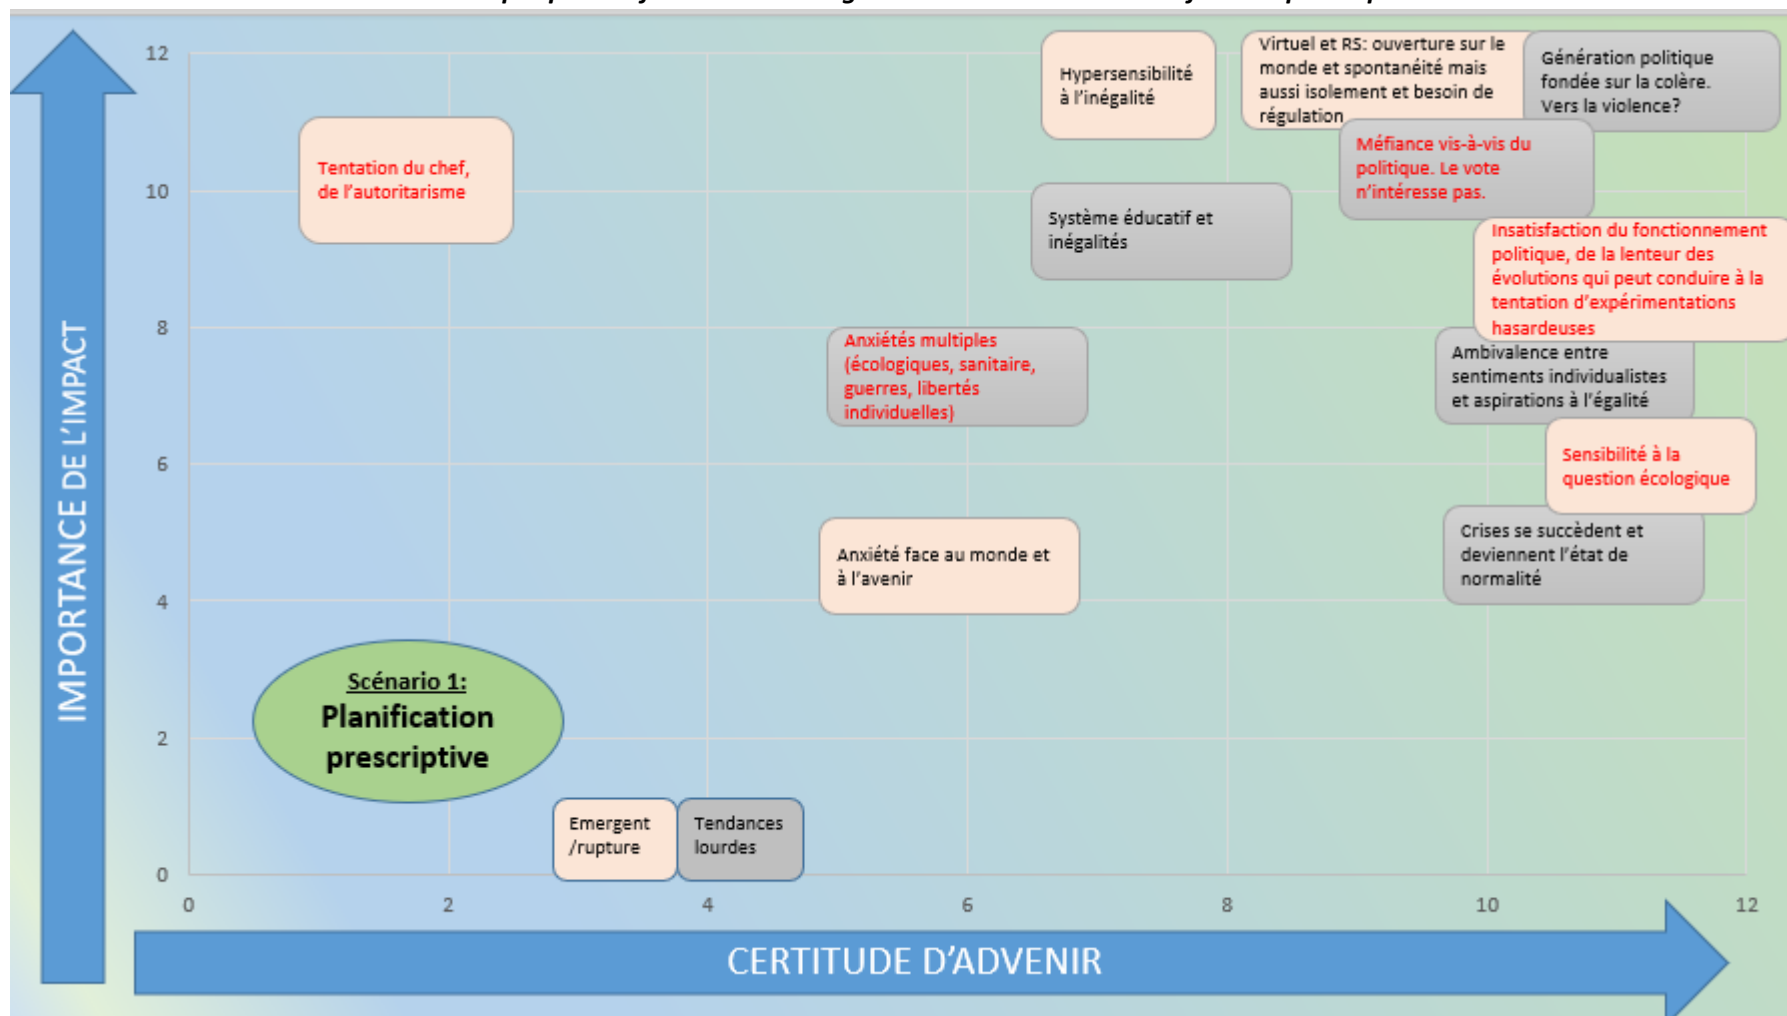 12
Hypersensibilité
à l'inégalité
Virtuel et RS: ouverture sur le
monde et spontanéité mais
aussi isolement et besoin de
régulation
Génération politique
fondée sur la colère.
Vers la violence?
Tentation du chef,
de l'autoritarisme
Méfiance vis-à-vis du
politique. Le vote
n'intéresse pas.
10
Système éducatif et
inégalités
Insatisfaction du fonctionnement
politique, de la lenteur des
évolutions qui peut conduire à la
tentation d'expérimentations
hasardeuses
8
Anxiétés multiples
(écologiques, sanitaire,
guerres, libertés
individuelles)
Ambivalence entre
sentiments individualistes
et aspirations à l'égalité
6
Sensibilité à la
question écologique
Anxiété face au monde et
à l'avenir
Crises se succèdent et
deviennent l'état de
normalité
4
IMPORTANCE DE L'IMPACT
Scénario 1:
Planification
prescriptive
2
Emergent
/rupture
Tendances
lourdes
0
0 2 4 6 8 10 12
CERTITUDE D'ADVENIR